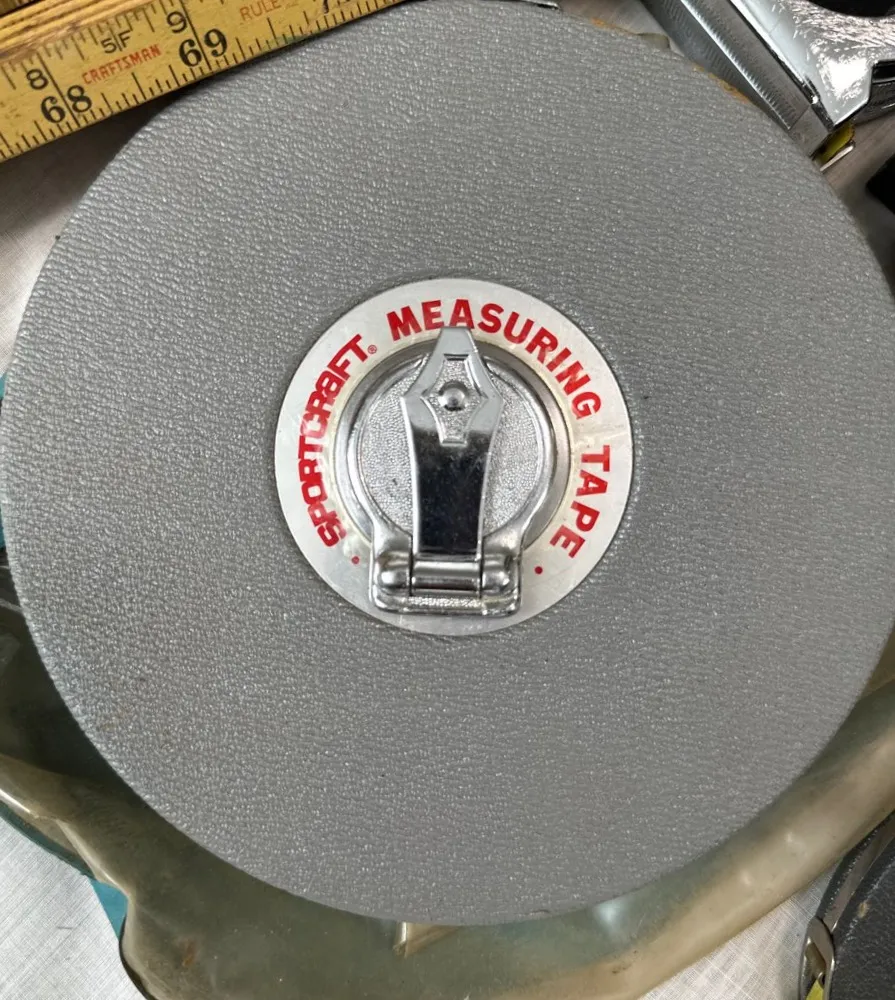 8 5F 9 RULE
CRAFTSMAN
68 69
SPORTCRAFT® MEASURING TAPE